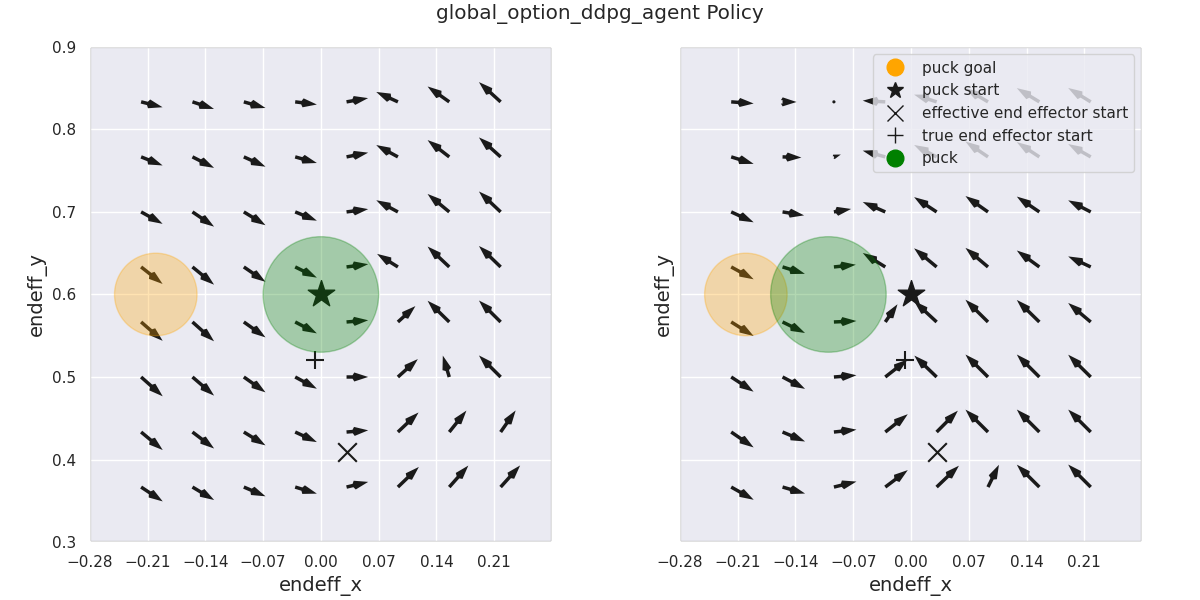 global_option_ddpg_agent Policy
0.9
0.8
0.7
0.6
0.5
0.4
0.3
endeff_y
−0.28 −0.21 −0.14 −0.07 0.00 0.07 0.14 0.21
endeff_x
puck goal
puck start
effective end effector start
true end effector start
puck
endeff_y
−0.28 −0.21 −0.14 −0.07 0.00 0.07 0.14 0.21
endeff_x